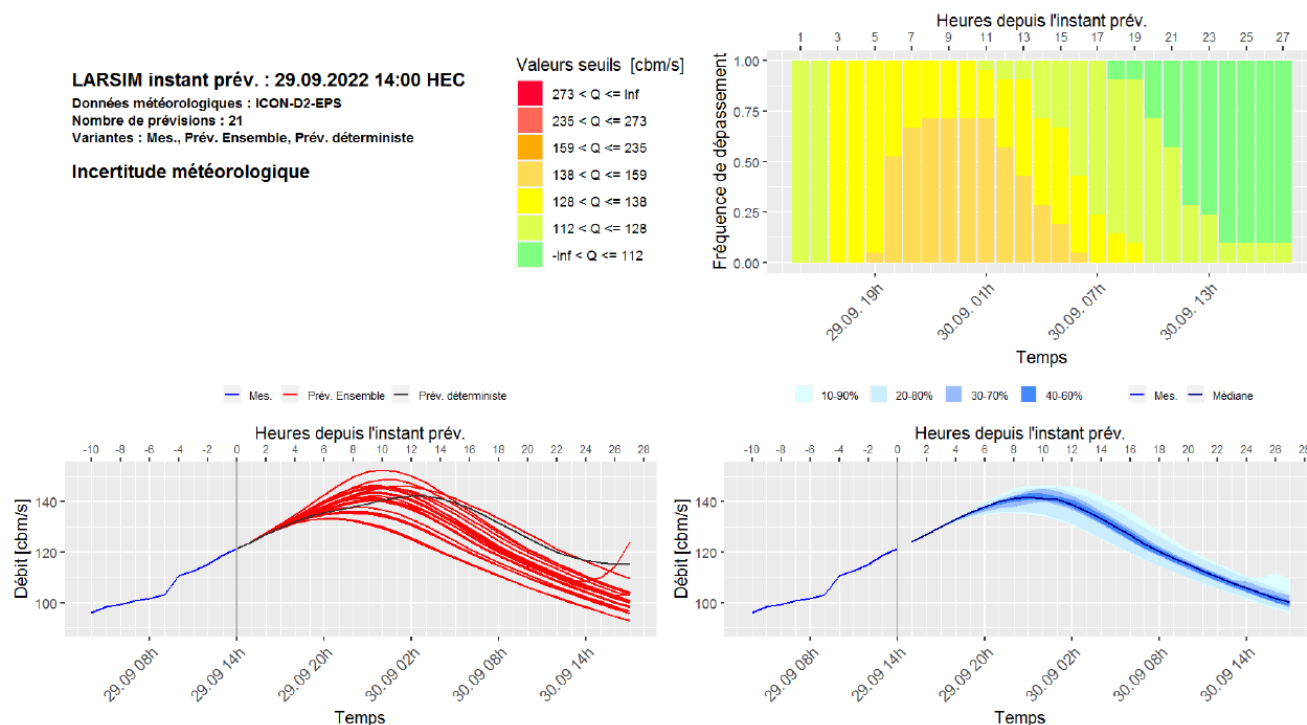 LARSIM instant prév. : 29.09.2022 14:00 HEC
Données météorologiques : ICON-D2-EPS
Nombre de prévisions : 21
Variantes : Mes., Prév. Ensemble, Prév. déterministe
Incertitude météorologique
Valeurs seuils [cbm/s]
273 < Q <= Inf
235 < Q <= 273
159 < Q <= 235
138 < Q <= 159
128 < Q <= 138
112 < Q <= 128
-Inf < Q <= 112
Heures depuis l'instant prév.
1 3 5 7 9 11 13 15 17 19 21 23 25 27
Fréquence de dépassement
1.00
0.75
0.50
0.25
0.00
29.09. 19h 30.09. 01h 30.09. 07h 30.09. 13h
Temps
Mes. Prév. Ensemble Prév. déterministe
Heures depuis l'instant prév.
-10 -8 -6 -4 -2 0 2 4 6 8 10 12 14 16 18 20 22 24 26 28
Débit [cbm/s]
140
120
100
29.09 08h 29.09 14h 29.09 20h 30.09 02h 30.09 08h 30.09 14h
Temps
10-90% 20-80% 30-70% 40-60% Mes. Médiane
Heures depuis l'instant prév.
-10 -8 -6 -4 -2 0 2 4 6 8 10 12 14 16 18 20 22 24 26 28
Débit [cbm/s]
140
120
100
29.09 08h 29.09 14h 29.09 20h 30.09 02h 30.09 08h 30.09 14h
Temps